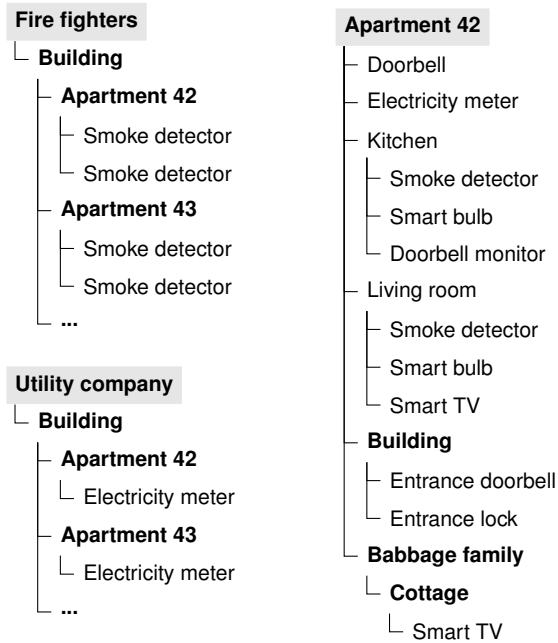 Fire fighters
Building
Apartment 42
Smoke detector
Smoke detector
Apartment 43
Smoke detector
Smoke detector
...
Utility company
Building
Apartment 42
Electricity meter
Apartment 43
Electricity meter
...
Apartment 42
Doorbell
Electricity meter
Kitchen
Smoke detector
Smart bulb
Doorbell monitor
Living room
Smoke detector
Smart bulb
Smart TV
Building
Entrance doorbell
Entrance lock
Babbage family
Cottage
Smart TV